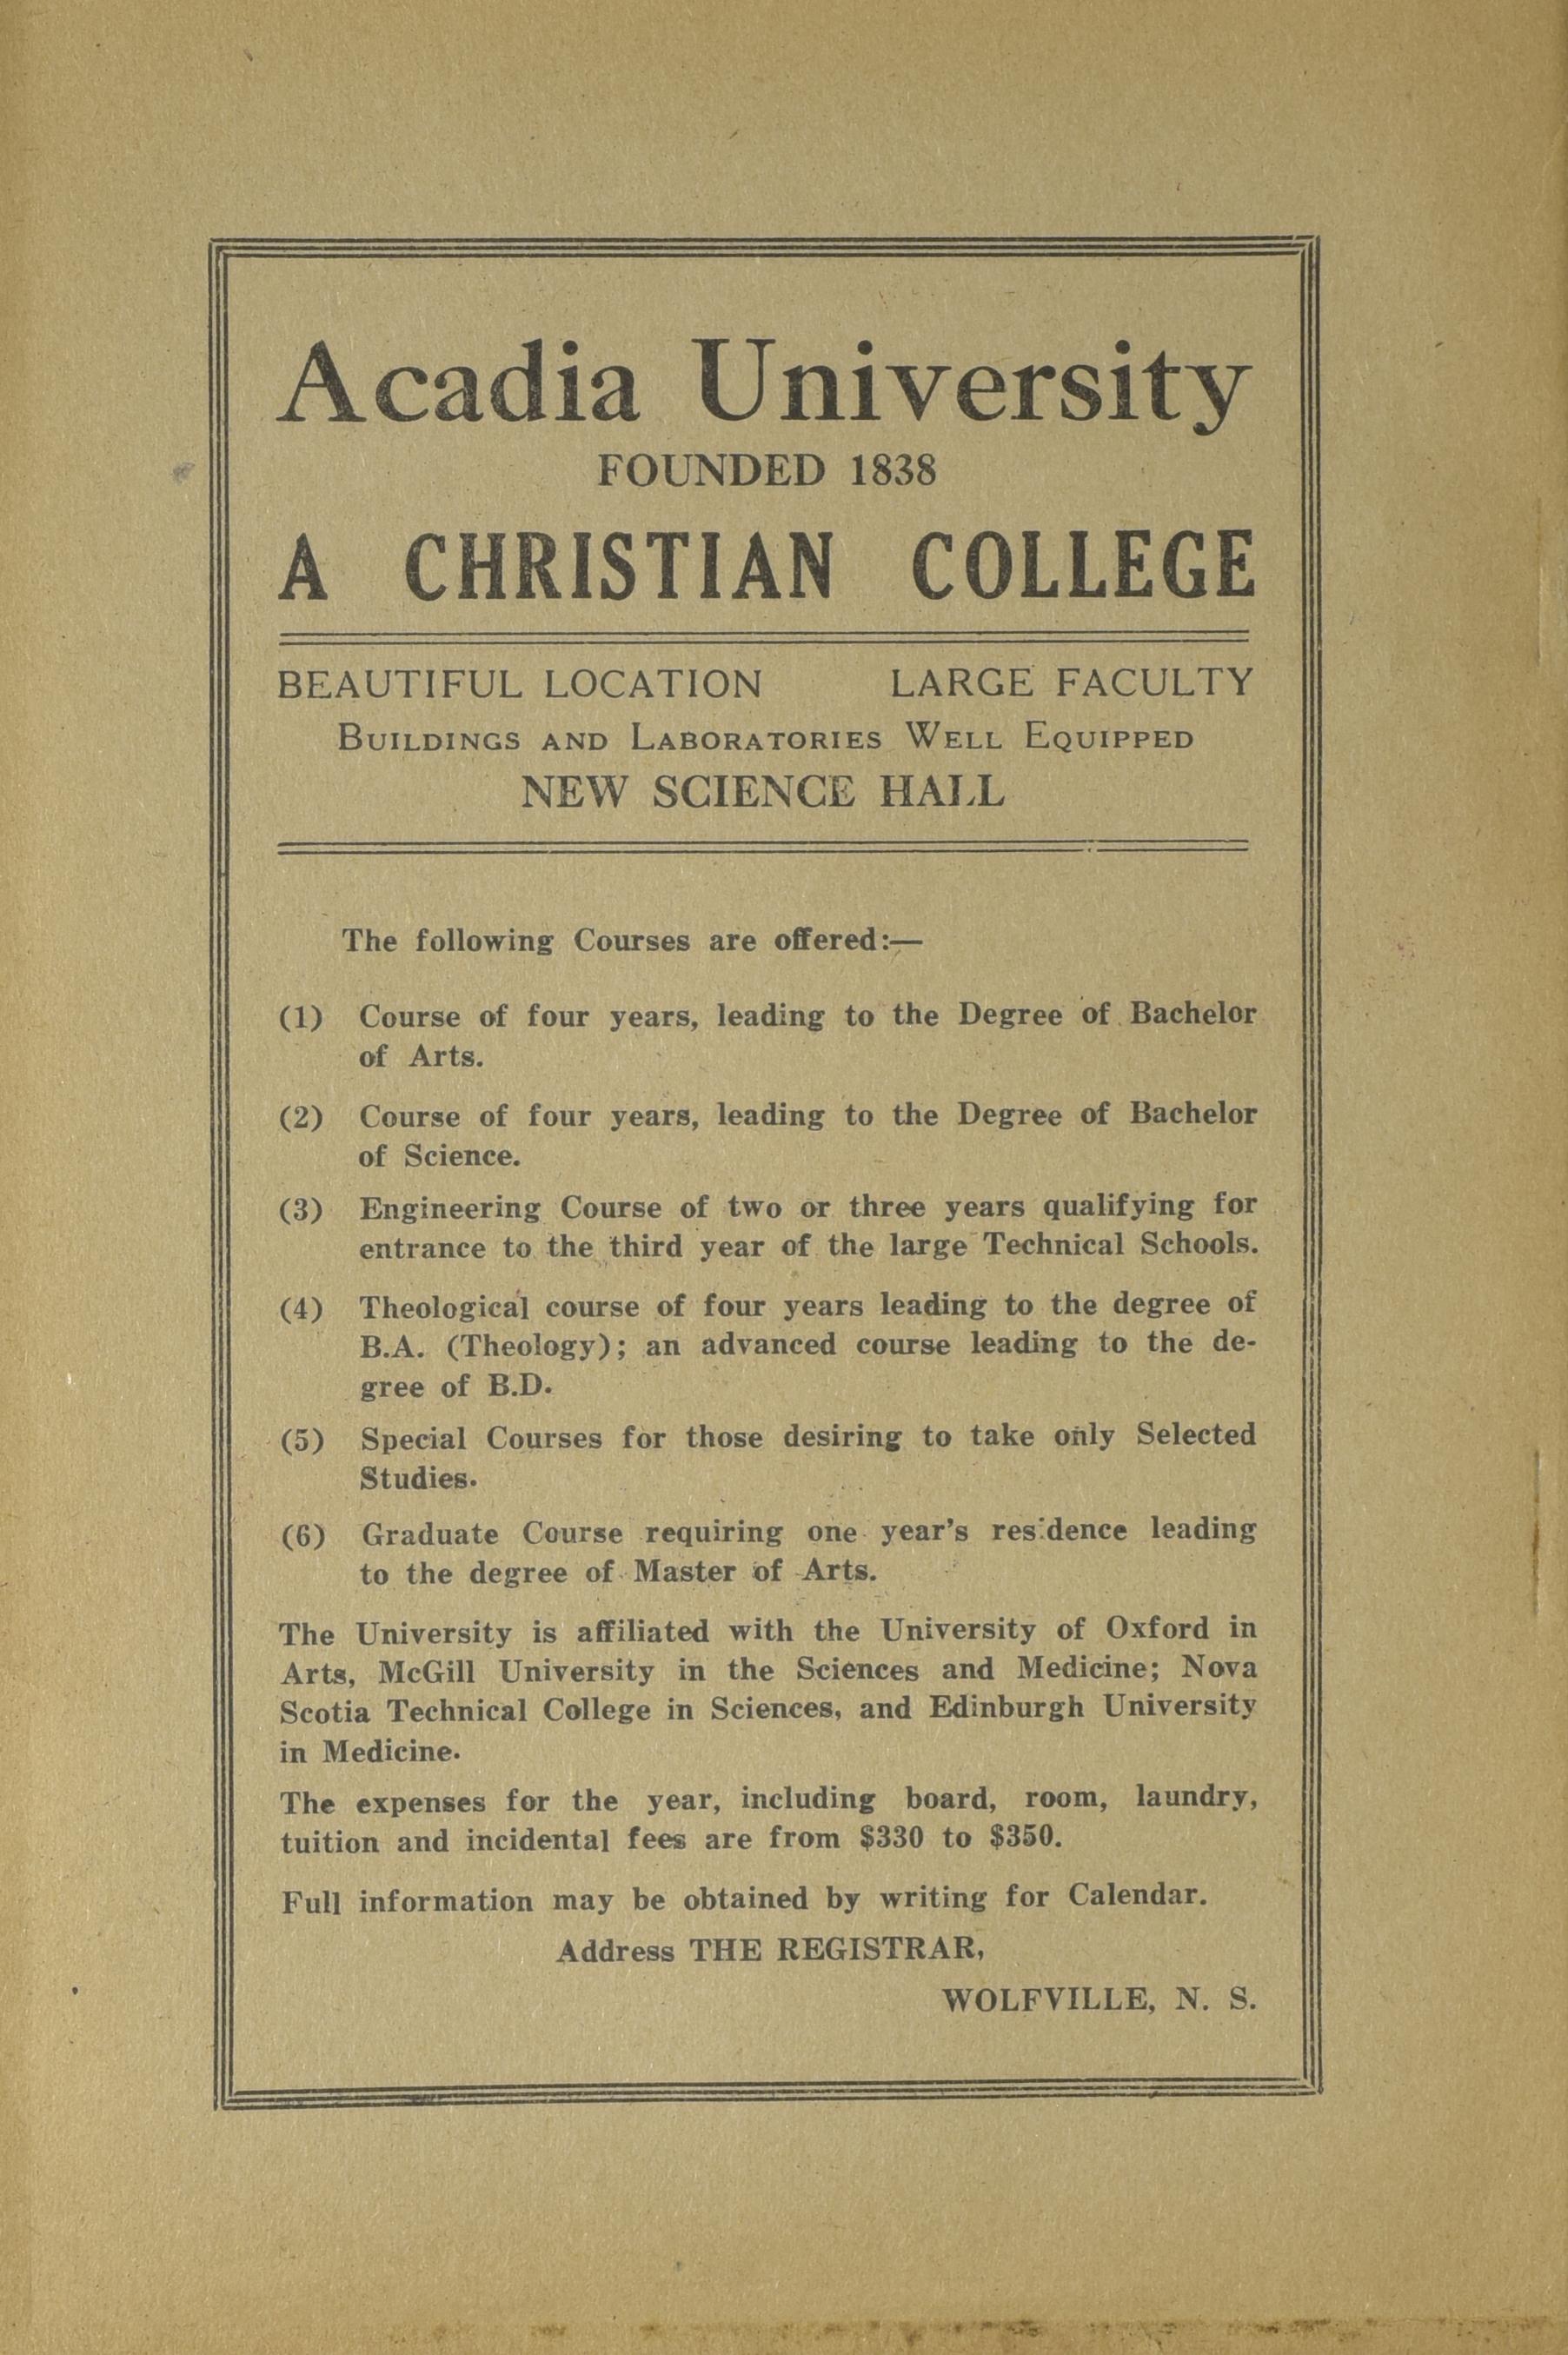 Acadia University
FOUNDED 1838
A CHRISTIAN COLLEGE
BEAUTIFUL LOCATION LARGE FACULTY
BUILDINGS AND LABORATORIES WELL EQUIPPED
NEW SCIENCE HALL
The following Courses are offered:—
(1) Course of four years, leading to the Degree of Bachelor
of Arts.
(2) Course of four years, leading to the Degree of Bachelor
of Science.
(3) Engineering Course of two or three years qualifying for
entrance to the third year of the large Technical Schools.
(4) Theological course of four years leading to the degree of
B.A. (Theology); an advanced course leading to the de-
gree of B.D.
(5) Special Courses for those desiring to take only Selected
Studies.
(6) Graduate Course requiring one year's residence leading
to the degree of Master of Arts.
The University is affiliated with the University of Oxford in
Arts, McGill University in the Sciences and Medicine; Nova
Scotia Technical College in Sciences, and Edinburgh University
in Medicine.
The expenses for the year, including board, room, laundry,
tuition and incidental fees are from $330 to $350.
Full information may be obtained by writing for Calendar.
Address THE REGISTRAR,
WOLFVILLE, N. S.